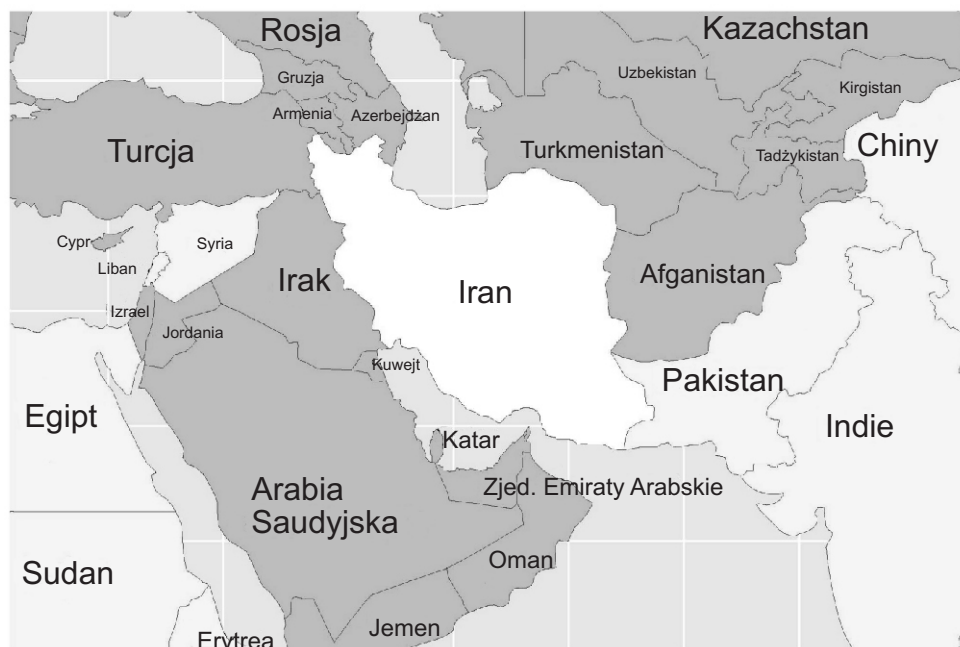 Rosja
Kazachstan
Gruzja
Uzbekistan
Kirgistan
Armenia
Azerbejdżan
Turcja
Turkmenistan
Tadżykistan
Chiny
Cypr
Syria
Liban
Irak
Iran
Afganistan
Izrael
Jordania
Kuwejt
Pakistan
Egipt
Indie
Katar
Arabia
Saudyjska
Zjed. Emiraty Arabskie
Oman
Sudan
Jemen
Erytrea